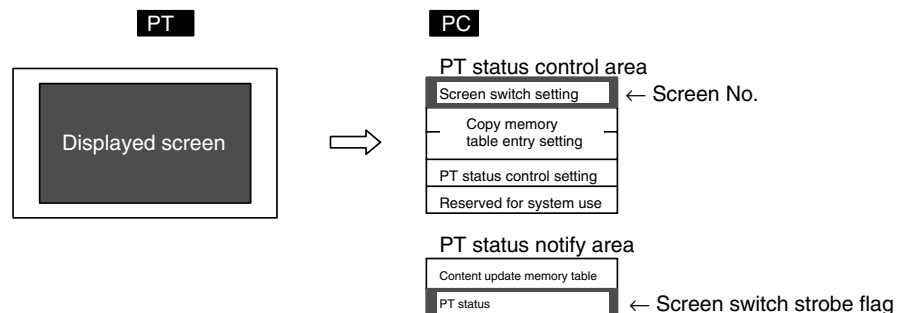 PT
PC
PT status control area
Screen switch setting
← Screen No.
Displayed screen
Copy memory
table entry setting
PT status control setting
Reserved for system use
PT status notify area
Content update memory table
PT status
← Screen switch strobe flag